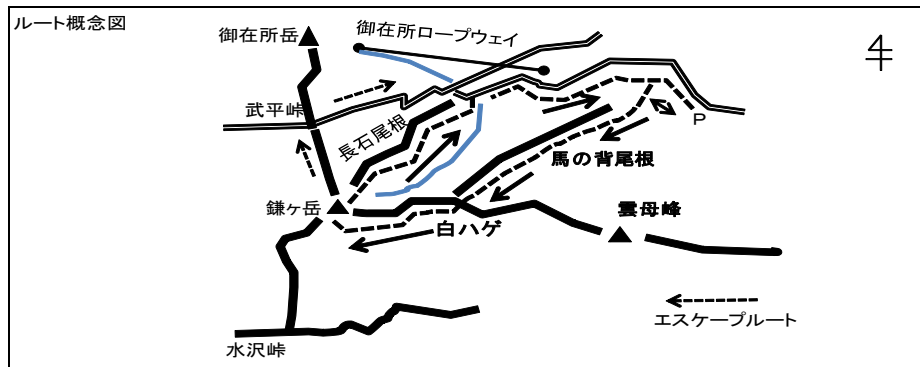 ルート概念図
御在所岳
御在所ロープウェイ
武平峠
長石尾根
P
馬の背尾根
鎌ヶ岳
雲母峰
白ハゲ
エスケープルート
水沢峠